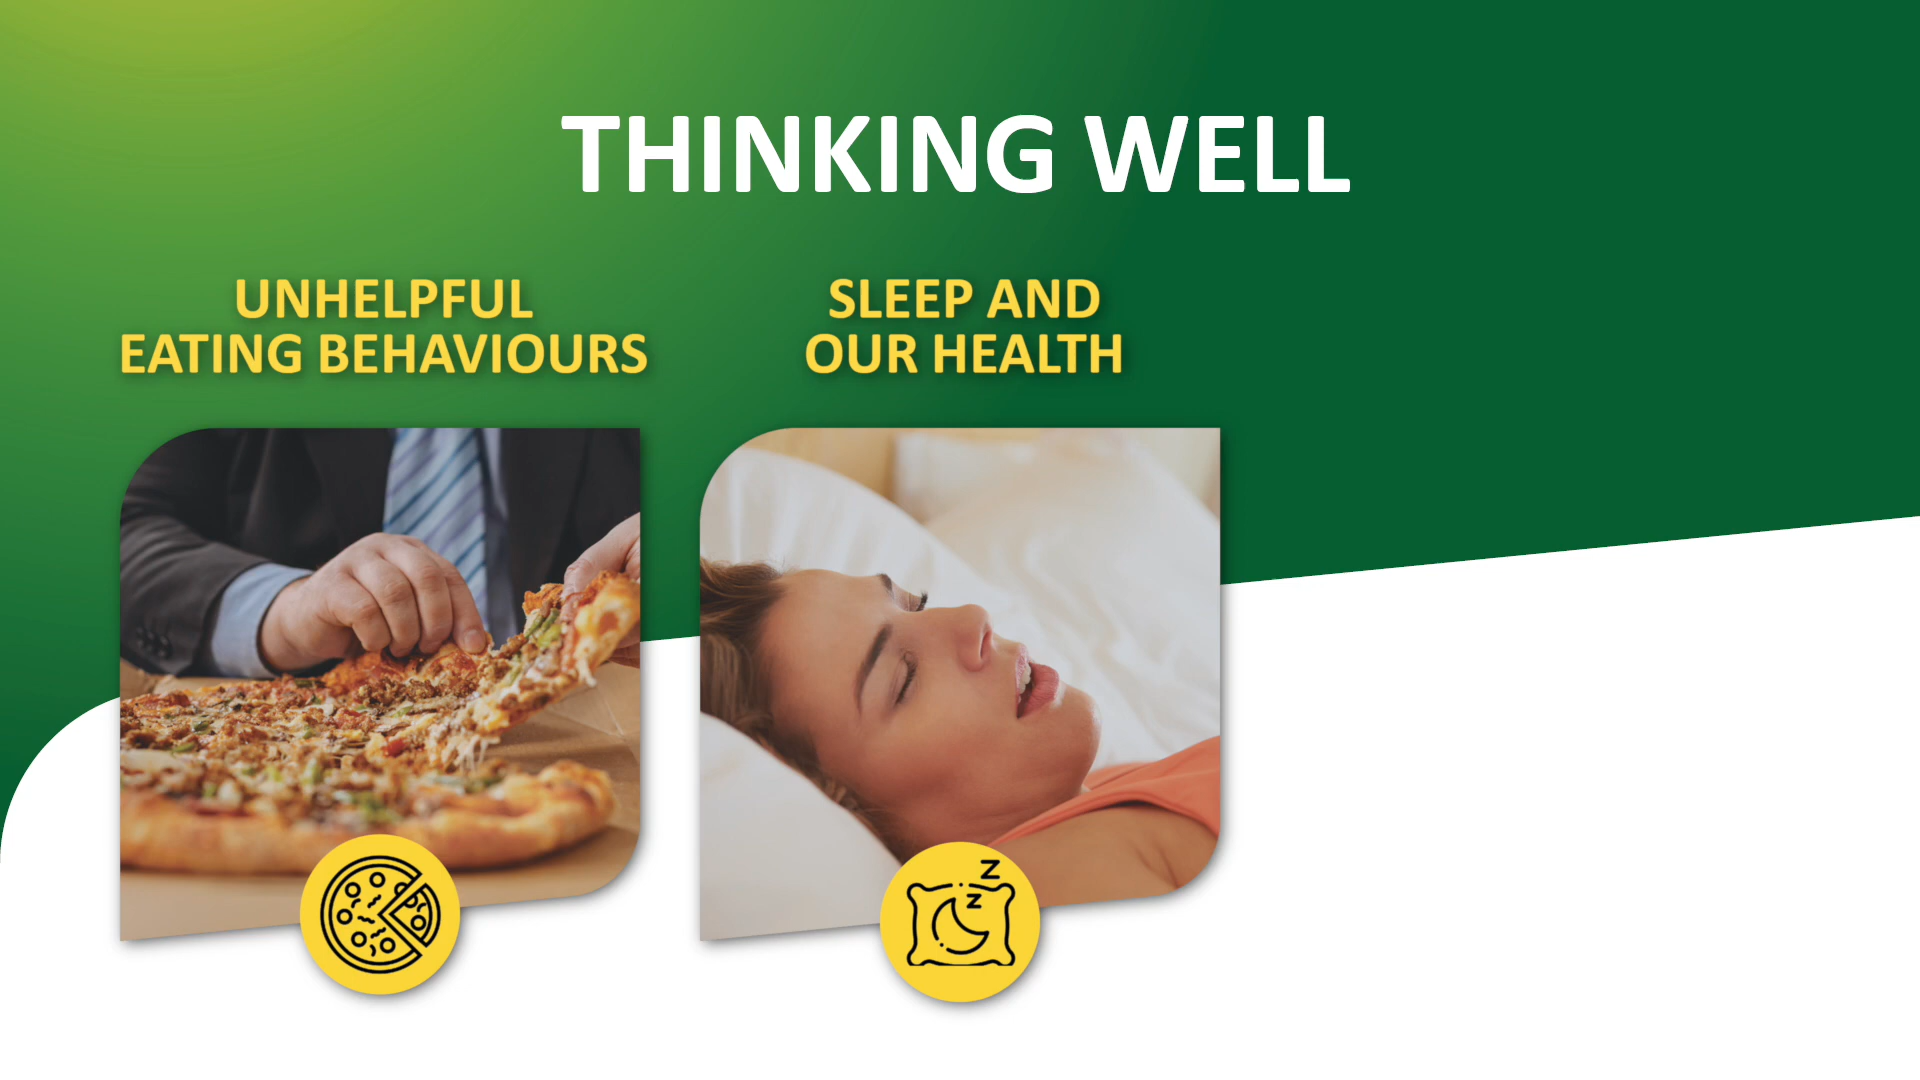 THINKING WELL
UNHELPFUL
EATING BEHAVIOURS
SLEEP AND
OUR HEALTH
Z
Z